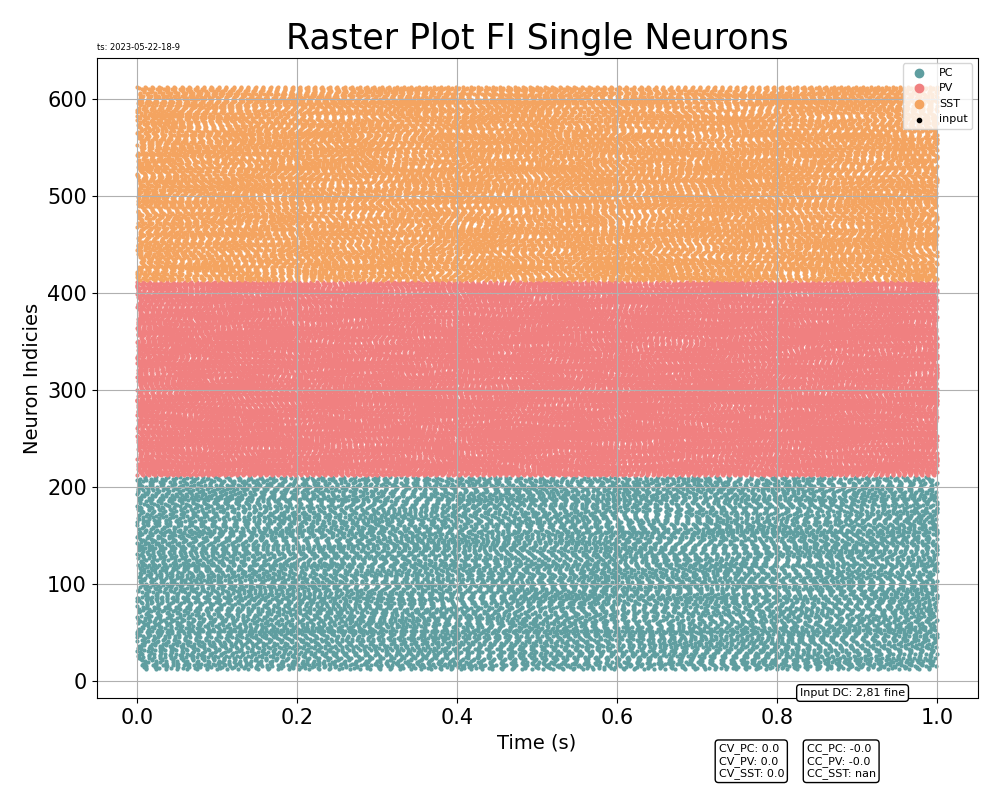 Raster Plot FI Single Neurons
ts: 2023-05-22-18-9
PC
PV
SST
input
600
500
400
300
200
100
0
Neuron Indicies
0.0 0.2 0.4 0.6 0.8 1.0
Time (s)
Input DC: 2,81 fine
CV_PC: 0.0
CV_PV: 0.0
CV_SST: 0.0
CC_PC: -0.0
CC_PV: -0.0
CC_SST: nan